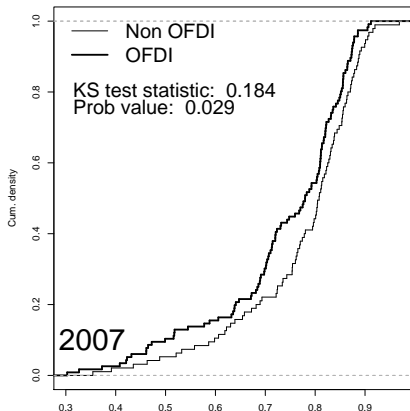 Non OFDI
OFDI
KS test statistic: 0.184
Prob value: 0.029
Cum. density
1.0
0.8
0.6
0.4
0.2
0.0
2007
0.3 0.4 0.5 0.6 0.7 0.8 0.9